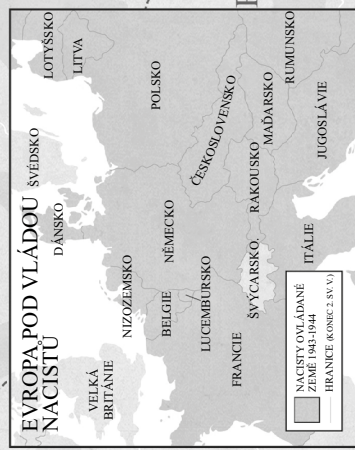 EVROPA POD VLÁDOU
NACISTŮ
ŠVÉDSKO
LOTYŠSKO
LITVA
DÁNSKO
VELKÁ
BRITÁNIE
NIZOZEMSKO
POLSKO
BELGIE
NĚMECKO
LUCEMBURSKO
ČESKOSLOVENSKO
FRANCIE
ŠVÝCARSKO
RAKOUSKO
MAĎARSKO
RUMUNSKO
ITÁLIE
JUGOSLÁVIE
NACISTY OVLÁDANÉ
ZEMĚ 1943-1944
HRANICE (KONEC 2. SV. V.)